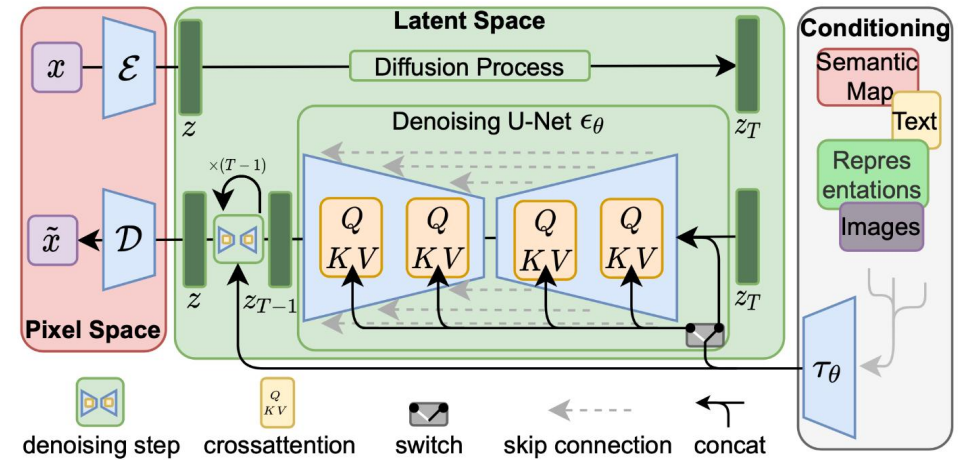 Latent Space
Conditioning
x
ℰ
z
Diffusion Process
z_T
Semantic
Map
Text
Repres
entations
Images
Denoising U-Net ϵ_θ
×(T−1)
x̃
𝒟
z
z_{T−1}
Q
K V
Q
K V
Q
K V
Q
K V
z_T
Pixel Space
τ_θ
Q
K V
denoising step
crossattention
switch
skip connection
concat